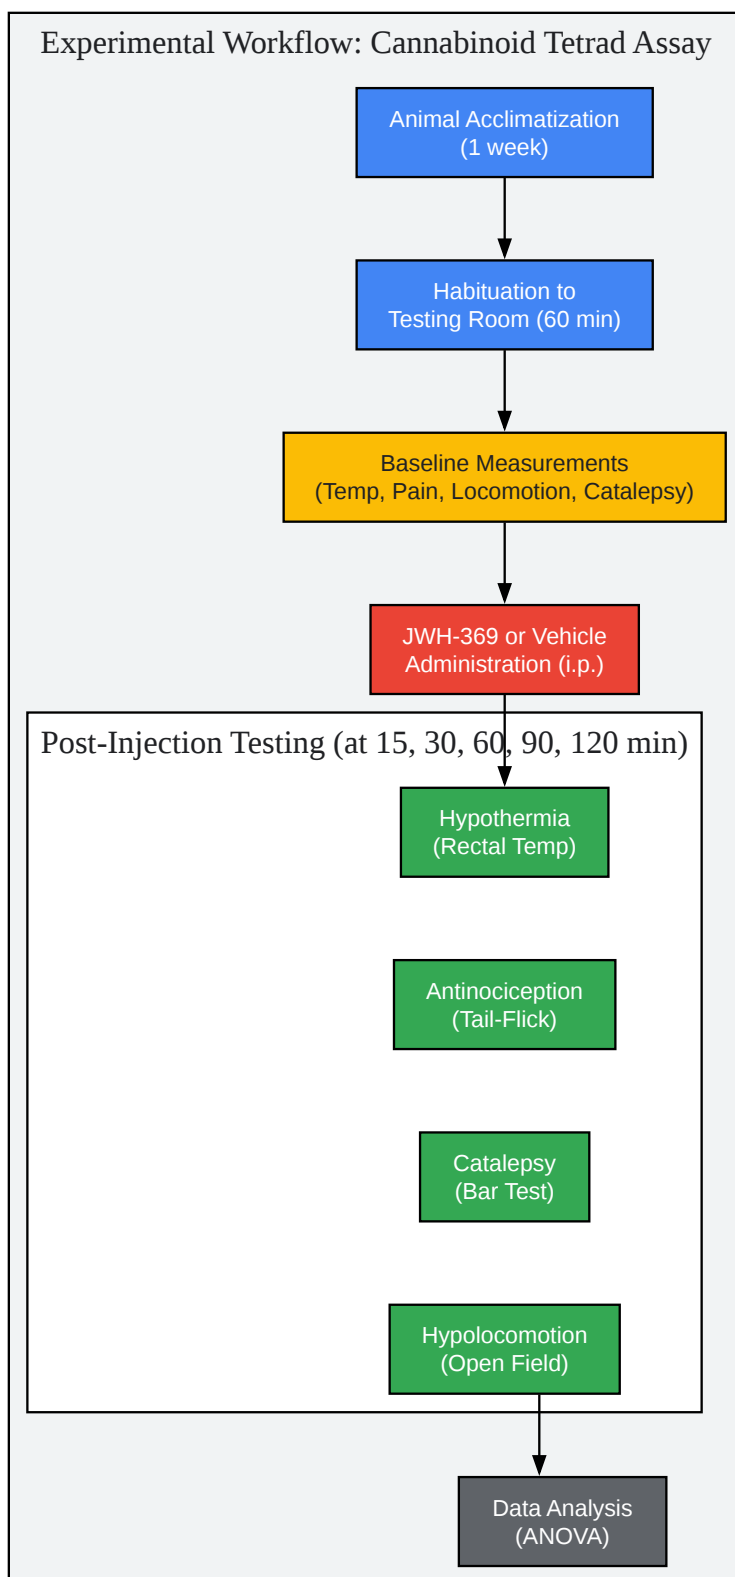 Experimental Workflow: Cannabinoid Tetrad Assay
Animal Acclimatization
(1 week)
Habituation to
Testing Room (60 min)
Baseline Measurements
(Temp, Pain, Locomotion, Catalepsy)
JWH-369 or Vehicle
Administration (i.p.)
Post-Injection Testing (at 15, 30, 60, 90, 120 min)
Hypothermia
(Rectal Temp)
Antinociception
(Tail-Flick)
Catalepsy
(Bar Test)
Hypolocomotion
(Open Field)
Data Analysis
(ANOVA)